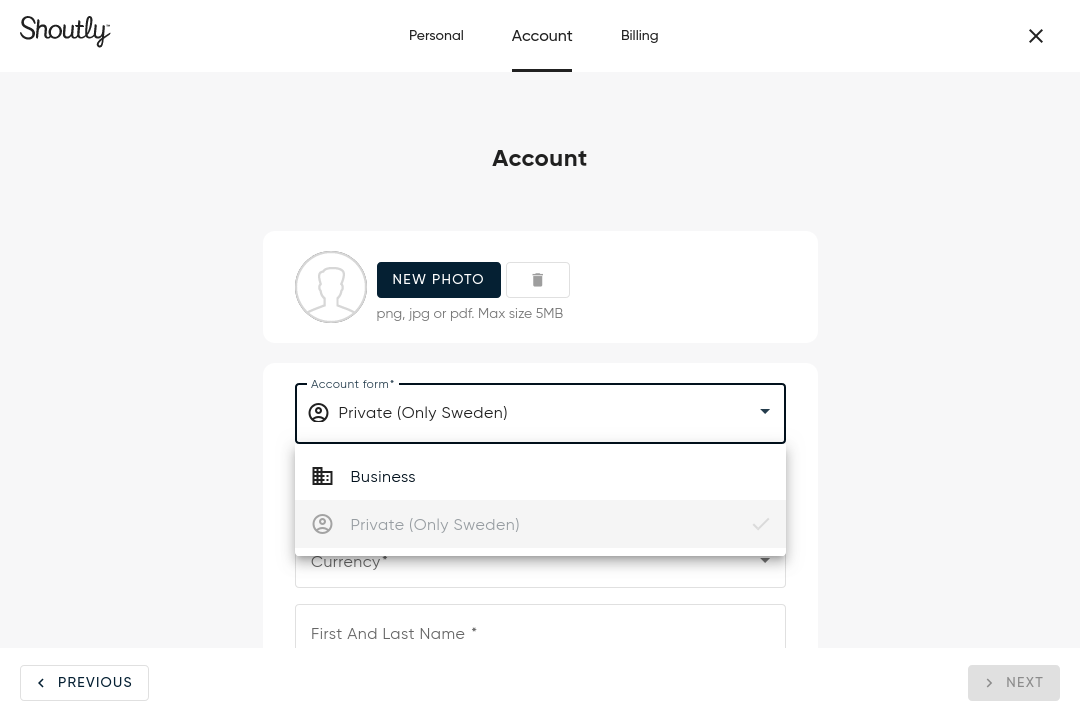 Shoutly™
Personal
Account
Billing
Account
NEW PHOTO
png, jpg or pdf. Max size 5MB
Account form*
Private (Only Sweden)
Business
Private (Only Sweden)
Currency*
First And Last Name *
PREVIOUS
NEXT